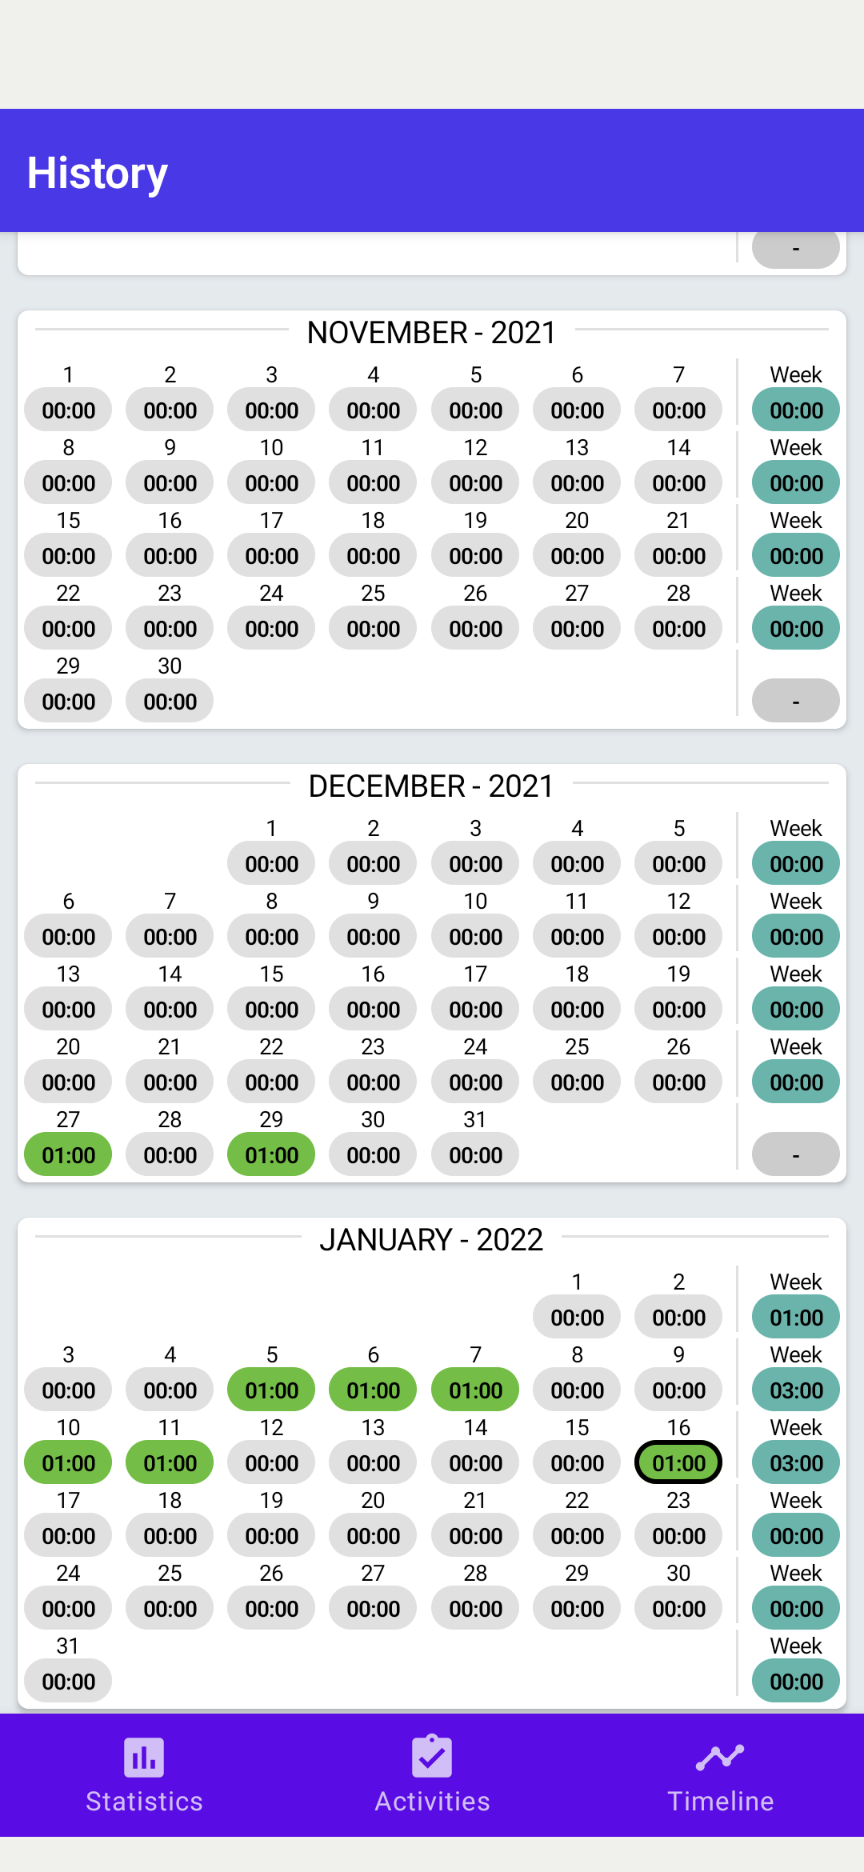 History
-
NOVEMBER - 2021
1 2 3 4 5 6 7 Week
00:00 00:00 00:00 00:00 00:00 00:00 00:00 00:00
8 9 10 11 12 13 14 Week
00:00 00:00 00:00 00:00 00:00 00:00 00:00 00:00
15 16 17 18 19 20 21 Week
00:00 00:00 00:00 00:00 00:00 00:00 00:00 00:00
22 23 24 25 26 27 28 Week
00:00 00:00 00:00 00:00 00:00 00:00 00:00 00:00
29 30
00:00 00:00 -
DECEMBER - 2021
1 2 3 4 5 Week
00:00 00:00 00:00 00:00 00:00 00:00
6 7 8 9 10 11 12 Week
00:00 00:00 00:00 00:00 00:00 00:00 00:00 00:00
13 14 15 16 17 18 19 Week
00:00 00:00 00:00 00:00 00:00 00:00 00:00 00:00
20 21 22 23 24 25 26 Week
00:00 00:00 00:00 00:00 00:00 00:00 00:00 00:00
27 28 29 30 31
01:00 00:00 01:00 00:00 00:00 -
JANUARY - 2022
1 2 Week
00:00 00:00 01:00
3 4 5 6 7 8 9 Week
00:00 00:00 01:00 01:00 01:00 00:00 00:00 03:00
10 11 12 13 14 15 16 Week
01:00 01:00 00:00 00:00 00:00 00:00 01:00 03:00
17 18 19 20 21 22 23 Week
00:00 00:00 00:00 00:00 00:00 00:00 00:00 00:00
24 25 26 27 28 29 30 Week
00:00 00:00 00:00 00:00 00:00 00:00 00:00 00:00
31 Week
00:00 00:00
Statistics Activities Timeline